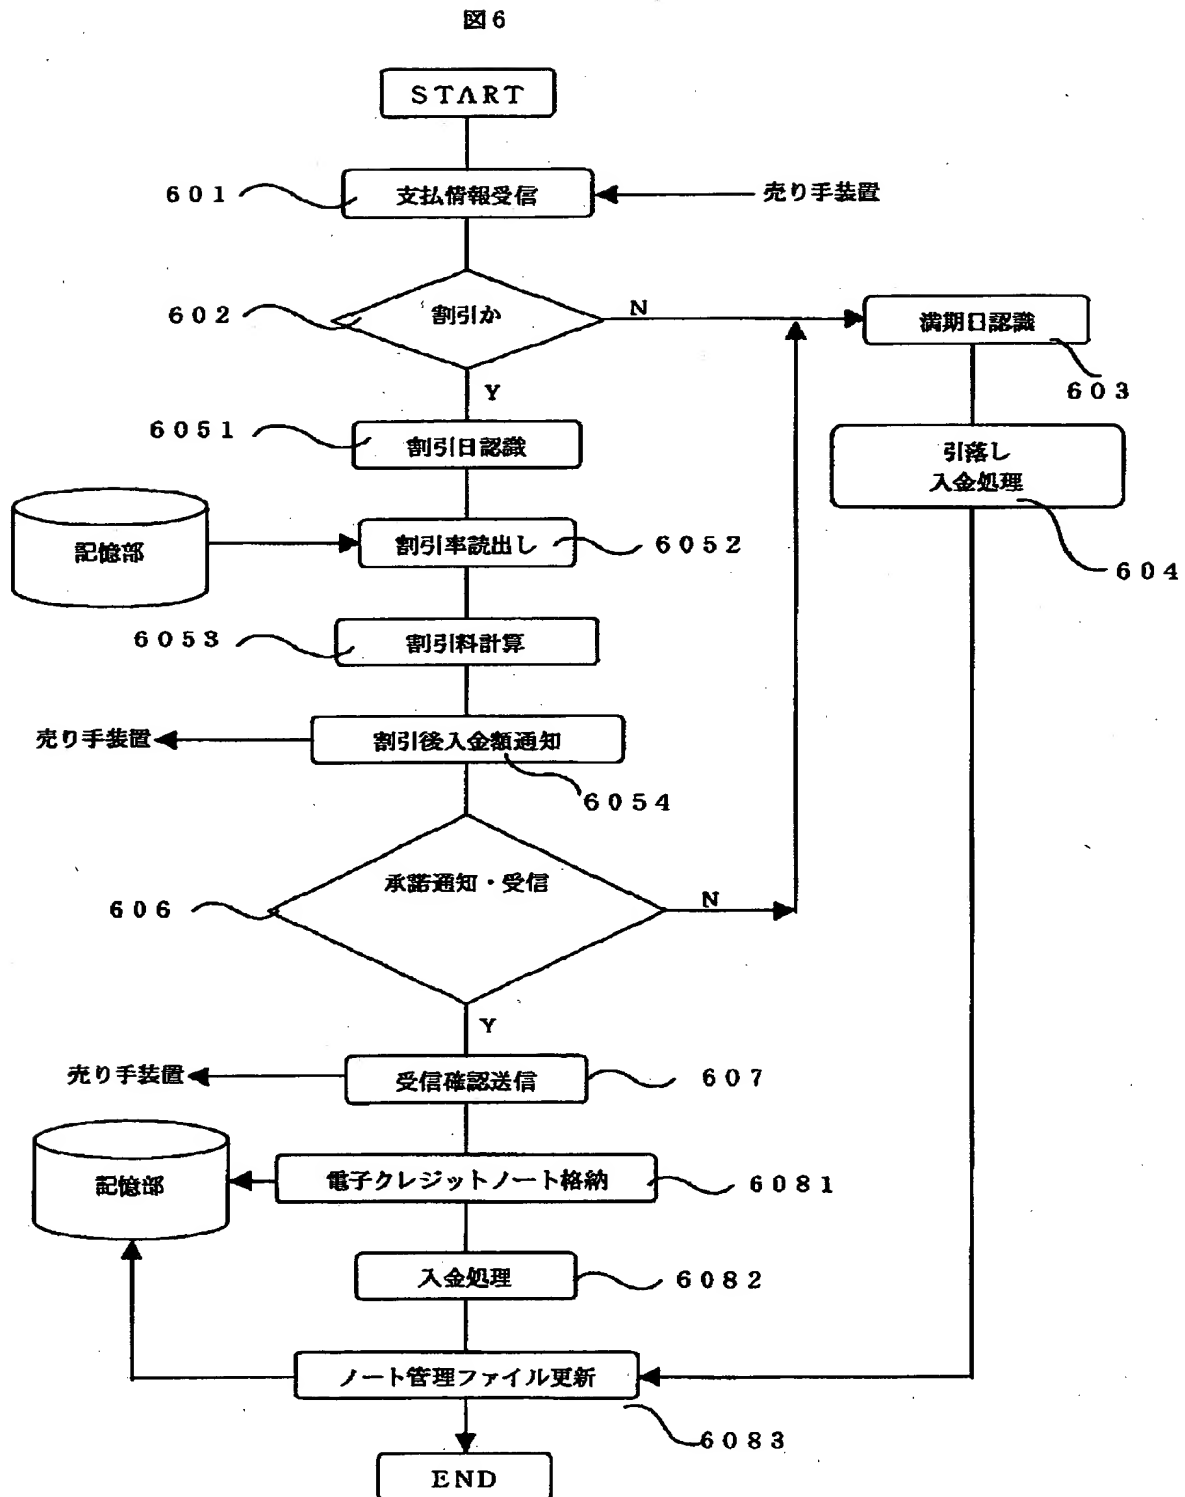 図6
START
601
支払情報受信
売り手装置
602
割引か
N
満期日認識
603
Y
6051
割引日認識
引落し
入金処理
604
記憶部
割引率読出し
6052
6053
割引料計算
売り手装置
割引後入金額通知
6054
承諾通知・受信
606
N
Y
売り手装置
受信確認送信
607
記憶部
電子クレジットノート格納
6081
入金処理
6082
ノート管理ファイル更新
6083
END